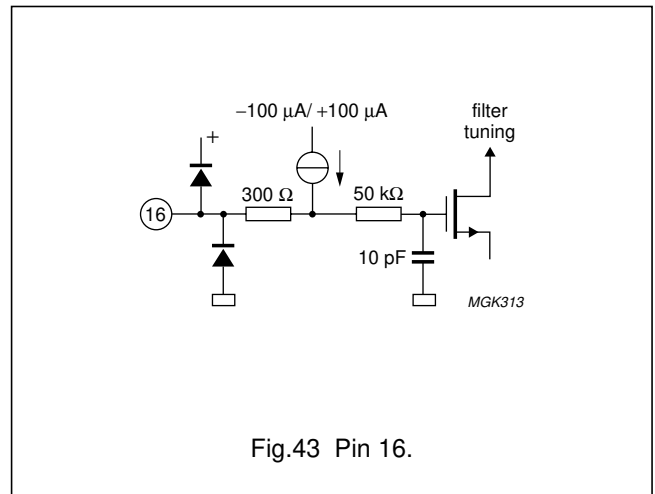 −100 µA/ +100 µA
filter
tuning
+
300 Ω
50 kΩ
16
10 pF
MGK313
Fig.43 Pin 16.